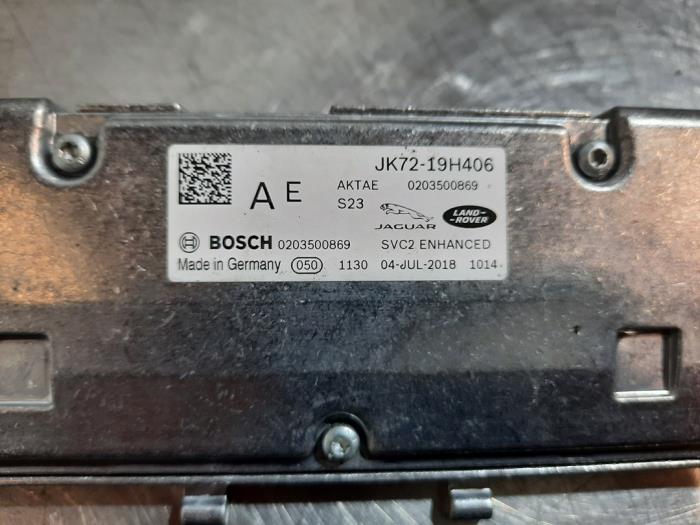 JK72-19H406
A E AKTAE 0203500869
S23 JAGUAR LAND-ROVER
BOSCH 0203500869 SVC2 ENHANCED
Made in Germany 050 1130 04-JUL-2018 1014